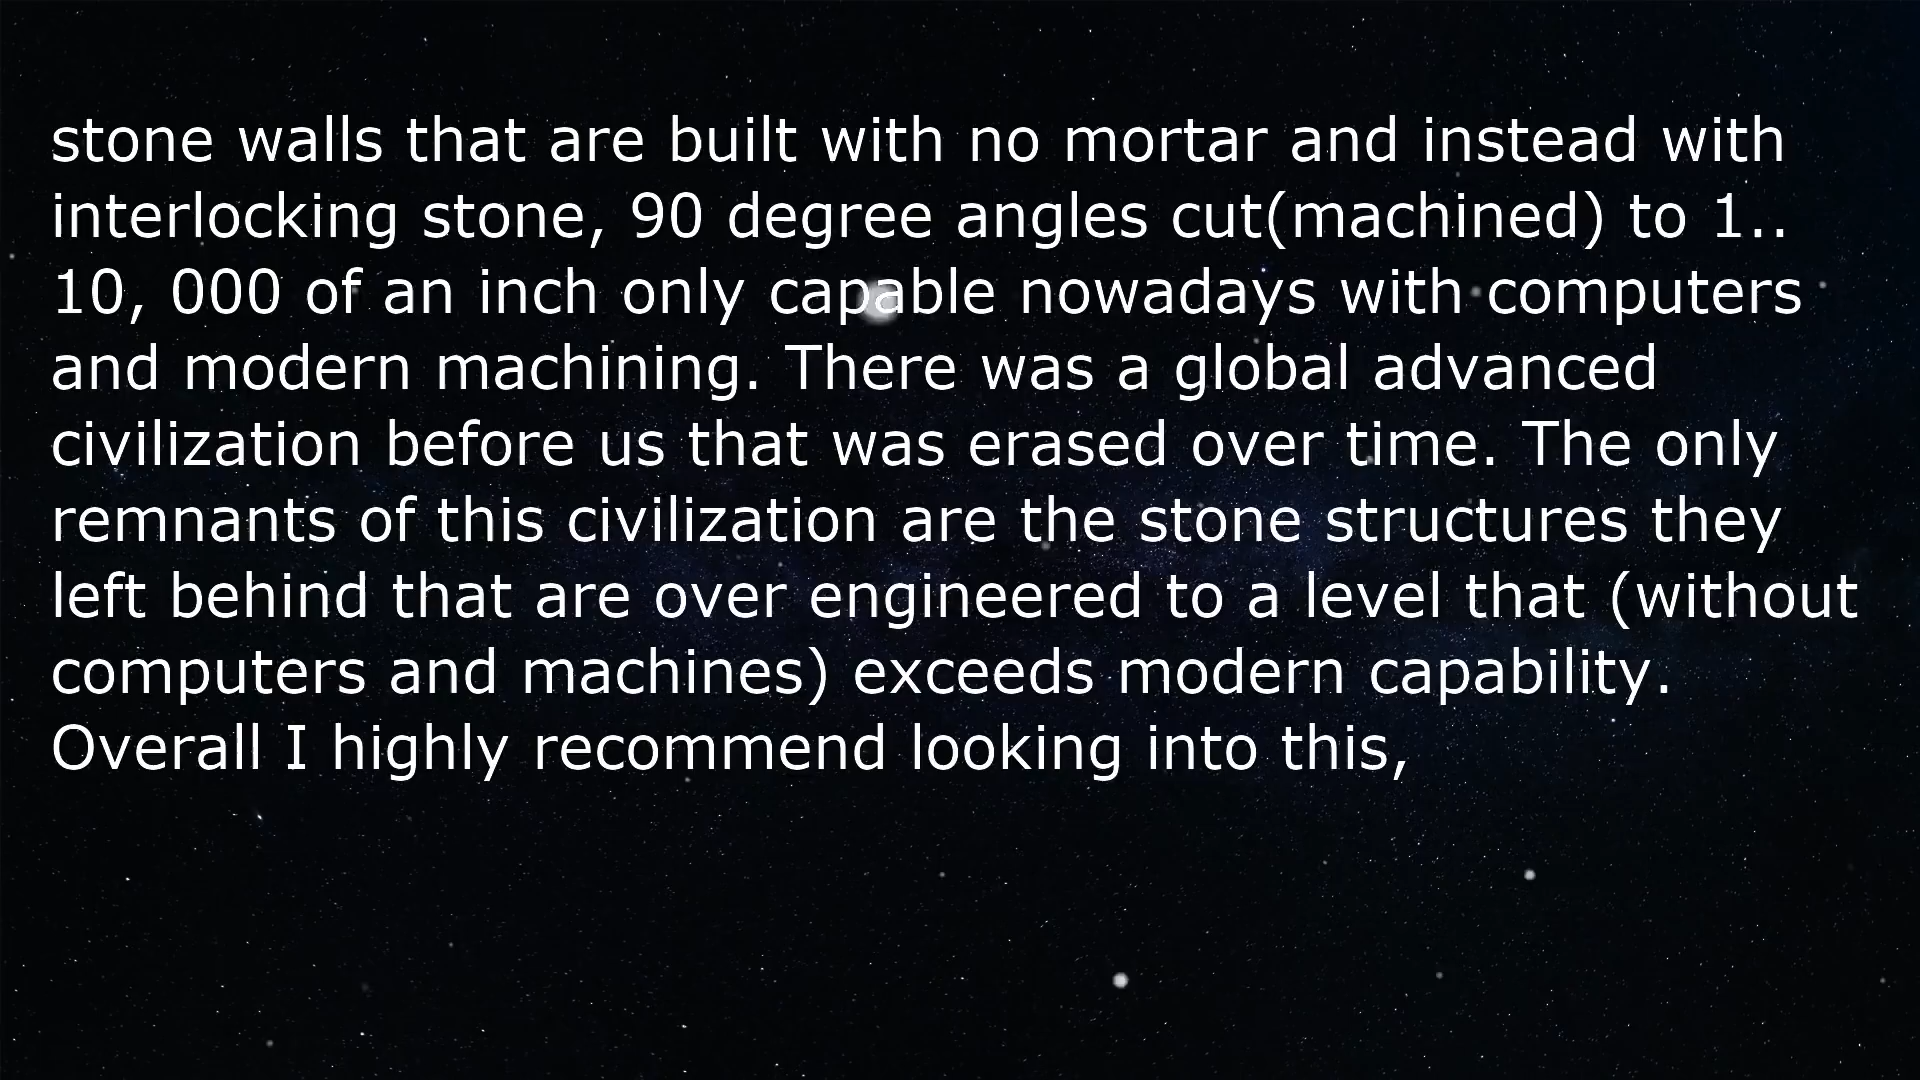 stone walls that are built with no mortar and instead with
interlocking stone, 90 degree angles cut(machined) to 1..
10, 000 of an inch only capable nowadays with computers
and modern machining. There was a global advanced
civilization before us that was erased over time. The only
remnants of this civilization are the stone structures they
left behind that are over engineered to a level that (without
computers and machines) exceeds modern capability.
Overall I highly recommend looking into this,